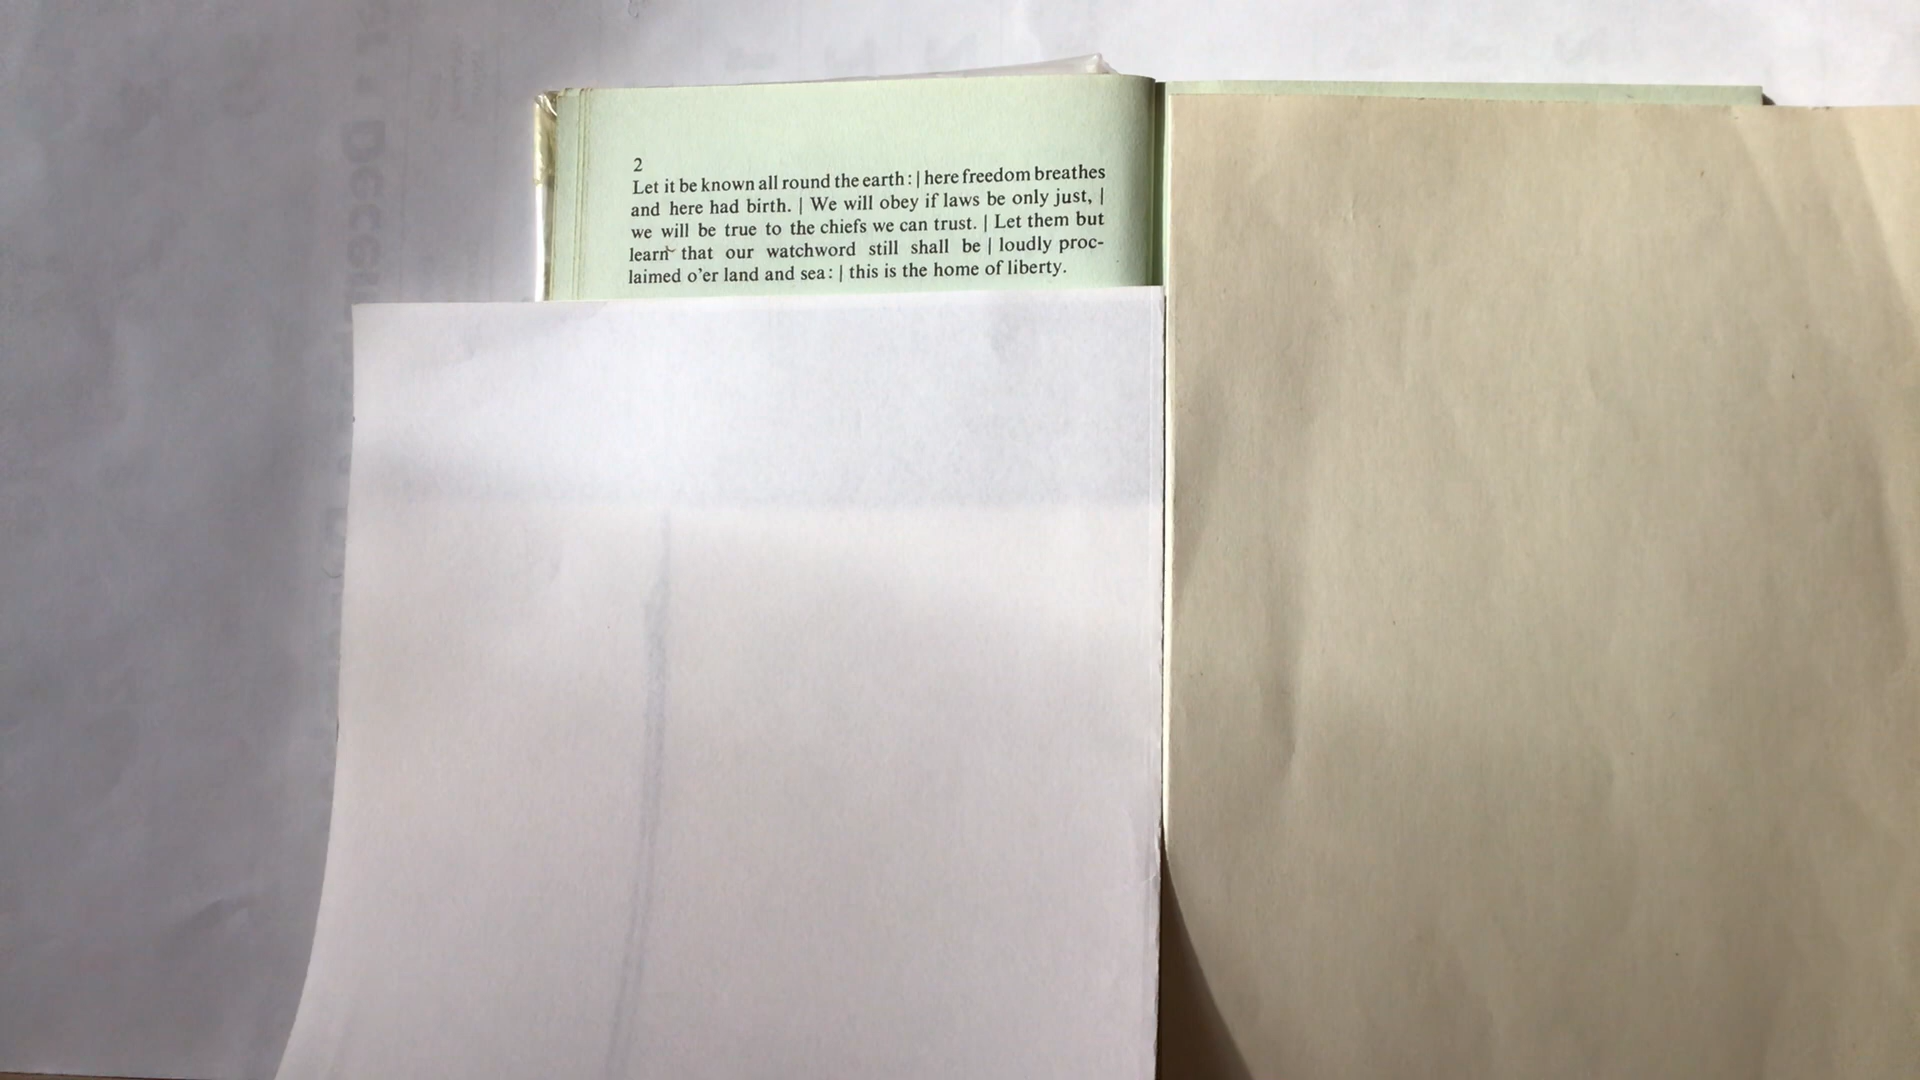 2
Let it be known all round the earth: | here freedom breathes
and here had birth. | We will obey if laws be only just, |
we will be true to the chiefs we can trust. | Let them but
learn that our watchword still shall be | loudly proc-
laimed o'er land and sea: | this is the home of liberty.